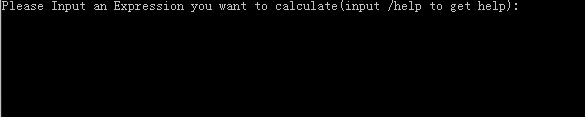 Please Input an Expression you want to calculate(input /help to get help):